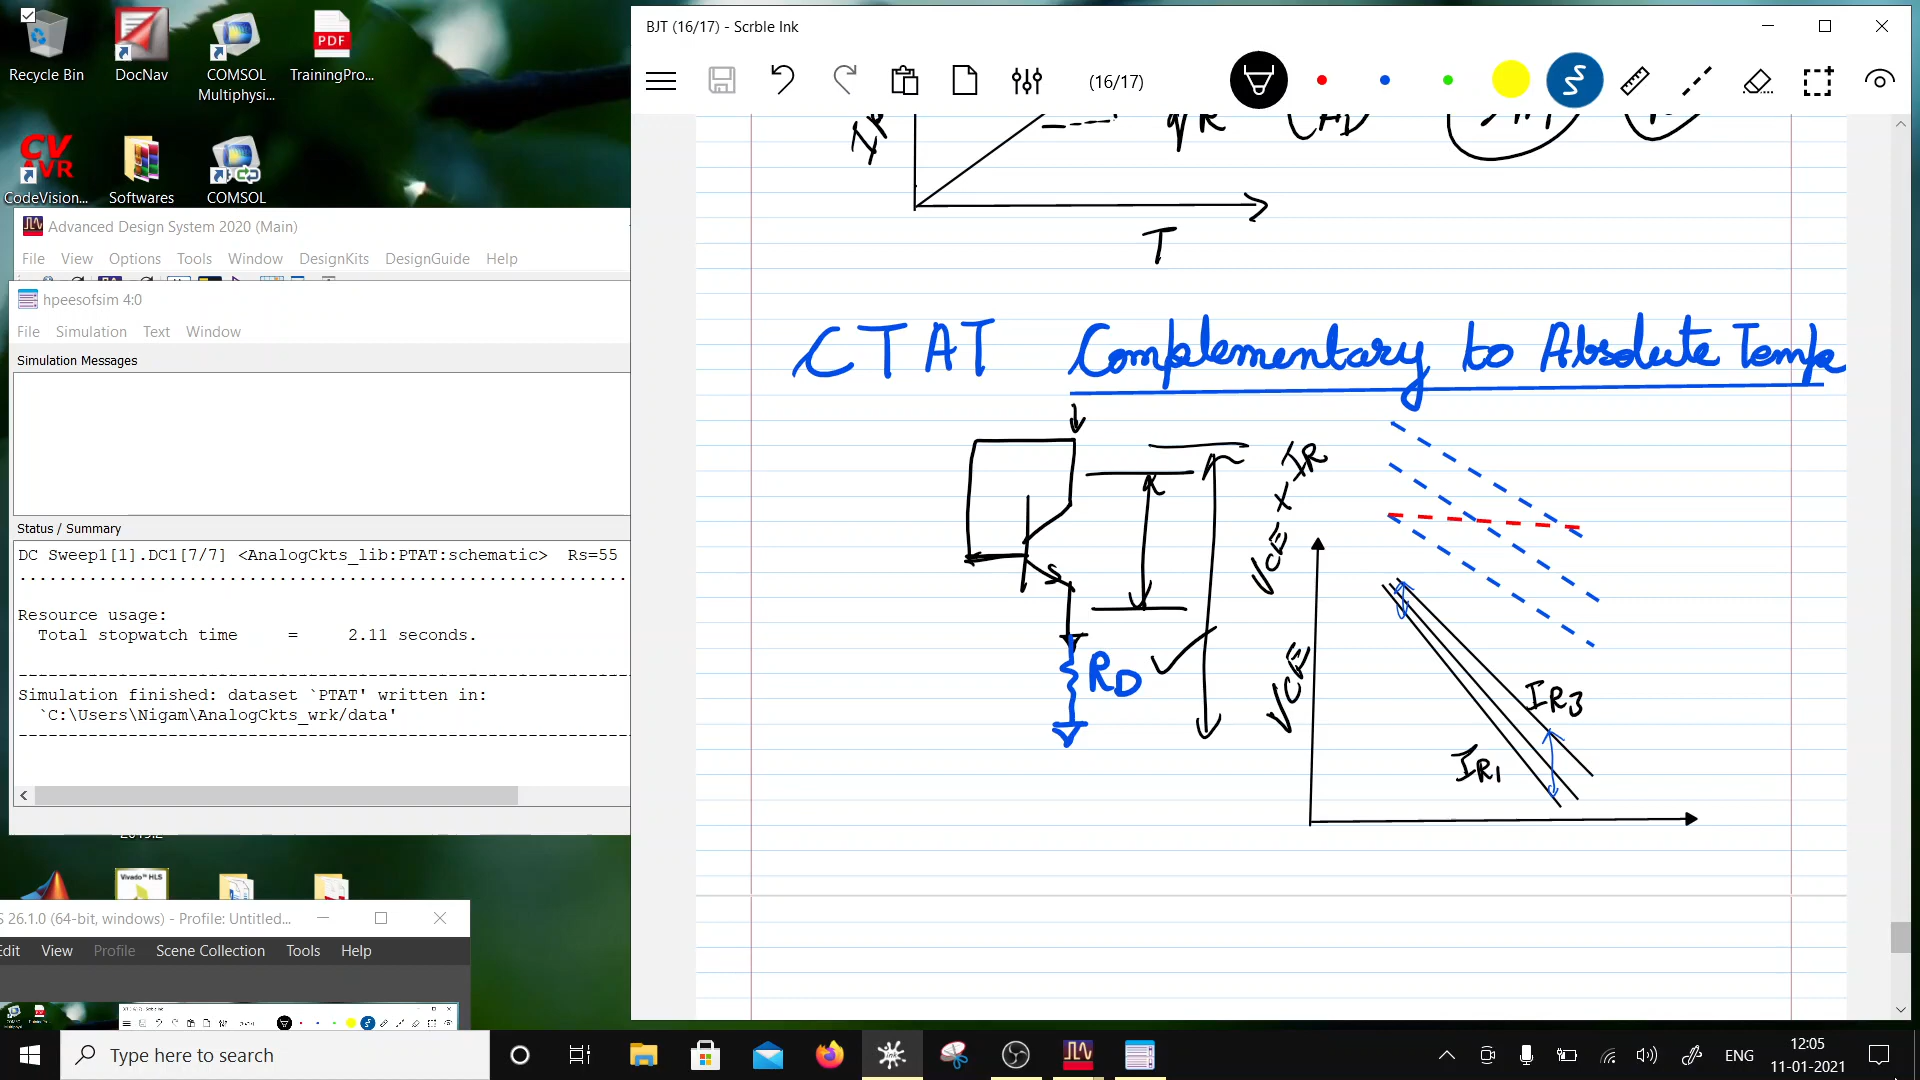 Recycle Bin
DocNav
COMSOL
Multiphysi...
TrainingPro...
CodeVision...
Softwares
COMSOL
Advanced Design System 2020 (Main)
File View Options Tools Window DesignKits DesignGuide Help
hpeesofsim 4:0
File Simulation Text Window
Simulation Messages
Status / Summary
DC Sweep1[1].DC1[7/7] <AnalogCkts_lib:PTAT:schematic> Rs=55
Resource usage:
Total stopwatch time = 2.11 seconds.
Simulation finished: dataset `PTAT' written in:
`C:\Users\Nigam\AnalogCkts_wrk/data'
S 26.1.0 (64-bit, windows) - Profile: Untitled...
Edit View Profile Scene Collection Tools Help
BJT (16/17) - Scrble Ink
(16/17)
T
CTAT Complementary to Absolute Tempe
VCE x IR
RD
VCE
IR3
IR1
Type here to search
ENG
12:05
11-01-2021